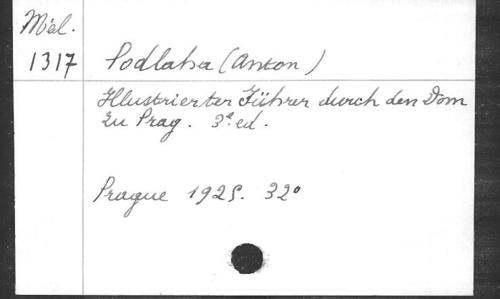 Mél.
1317 Podlaha (Anton)
Illustrierter Führer durch den Dom
zu Prag. 3e ed.
Prague 1925. 32°